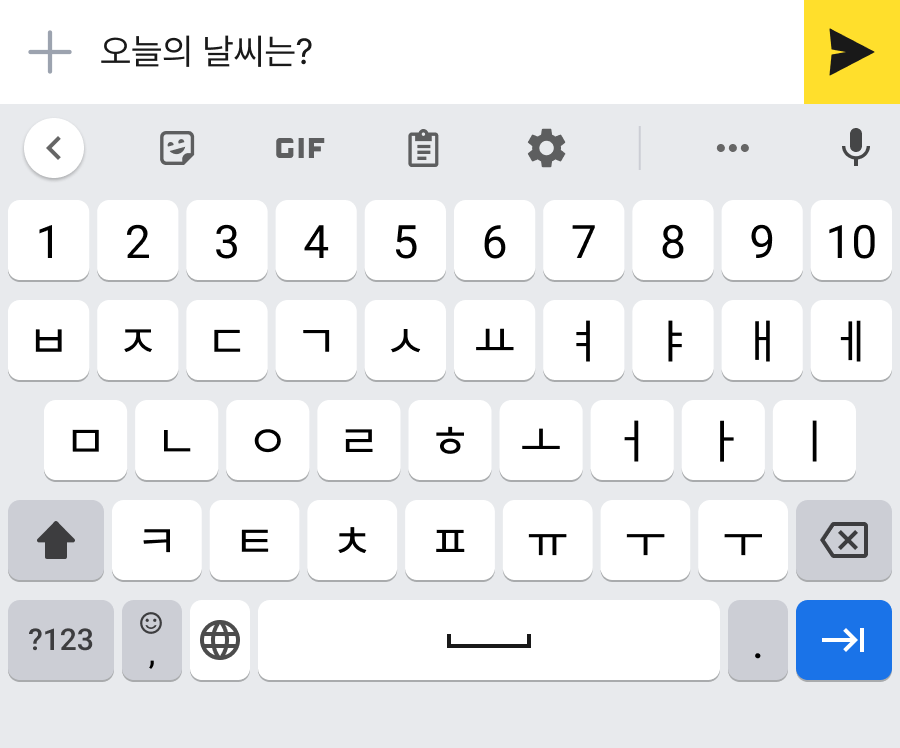 오늘의 날씨는?
GIF
1 2 3 4 5 6 7 8 9 10
ㅂ ㅈ ㄷ ㄱ ㅅ ㅛ ㅕ ㅑ ㅐ ㅔ
ㅁ ㄴ ㅇ ㄹ ㅎ ㅗ ㅓ ㅏ ㅣ
ㅋ ㅌ ㅊ ㅍ ㅠ ㅜ ㅜ
?123 , .